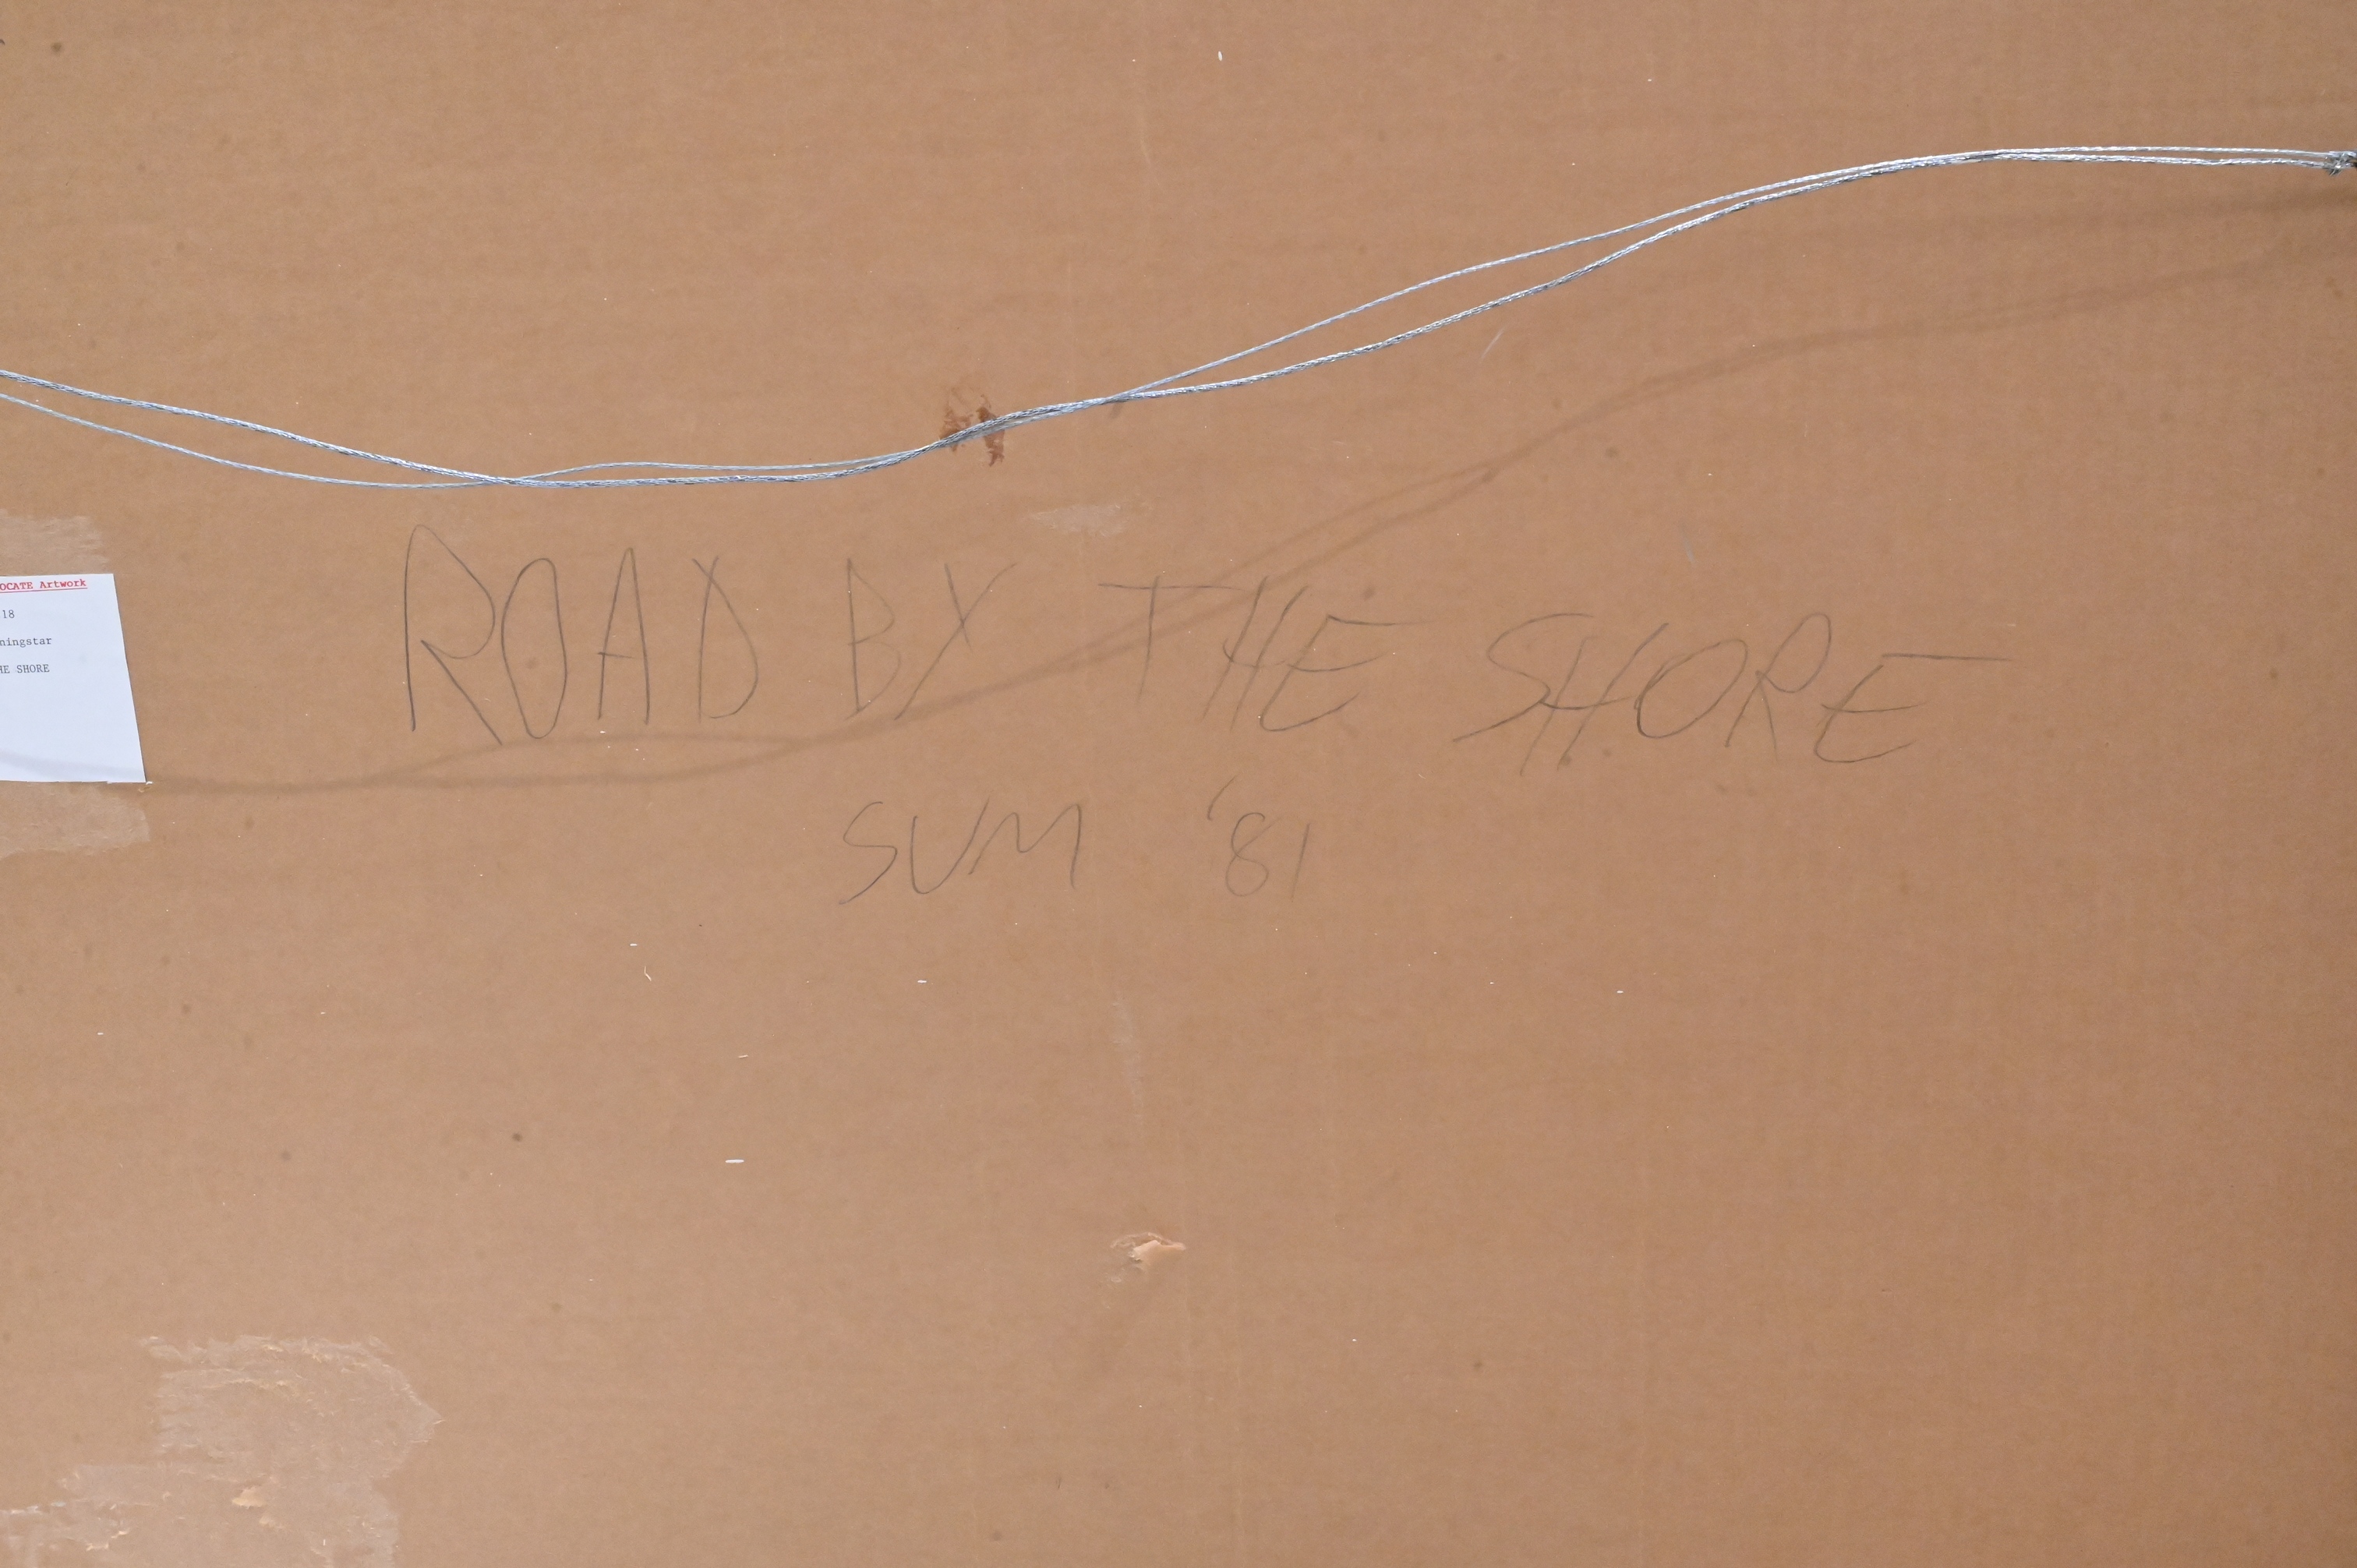 OCATE Artwork
18
ningstar
HE SHORE
ROAD BY THE SHORE
SUM '81